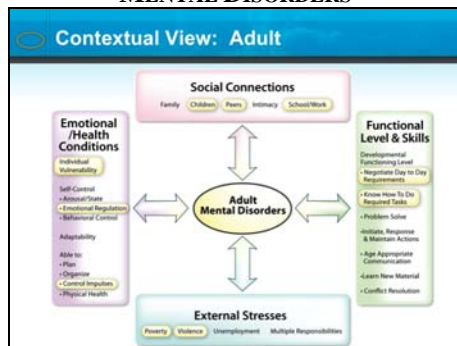 MENTAL DISORDERS
Contextual View: Adult
Social Connections
Family Children Peers Intimacy School/Work
Emotional
/Health
Conditions
Individual
Vulnerability
Self-Control
• Arousal/State
• Emotional Regulation
• Behavioral Control
Adaptability
Able to:
• Plan
• Organize
• Control Impulses
• Physical Health
Adult
Mental Disorders
Functional
Level & Skills
Developmental
Functioning Level
• Negotiate Day to Day
Requirements
• Know How To Do
Required Tasks
• Problem Solve
•Initiate, Response
& Maintain Actions
• Age Appropriate
Communication
•Learn New Material
• Conflict Resolution
External Stresses
Poverty Violence Unemployment Multiple Responsibilities